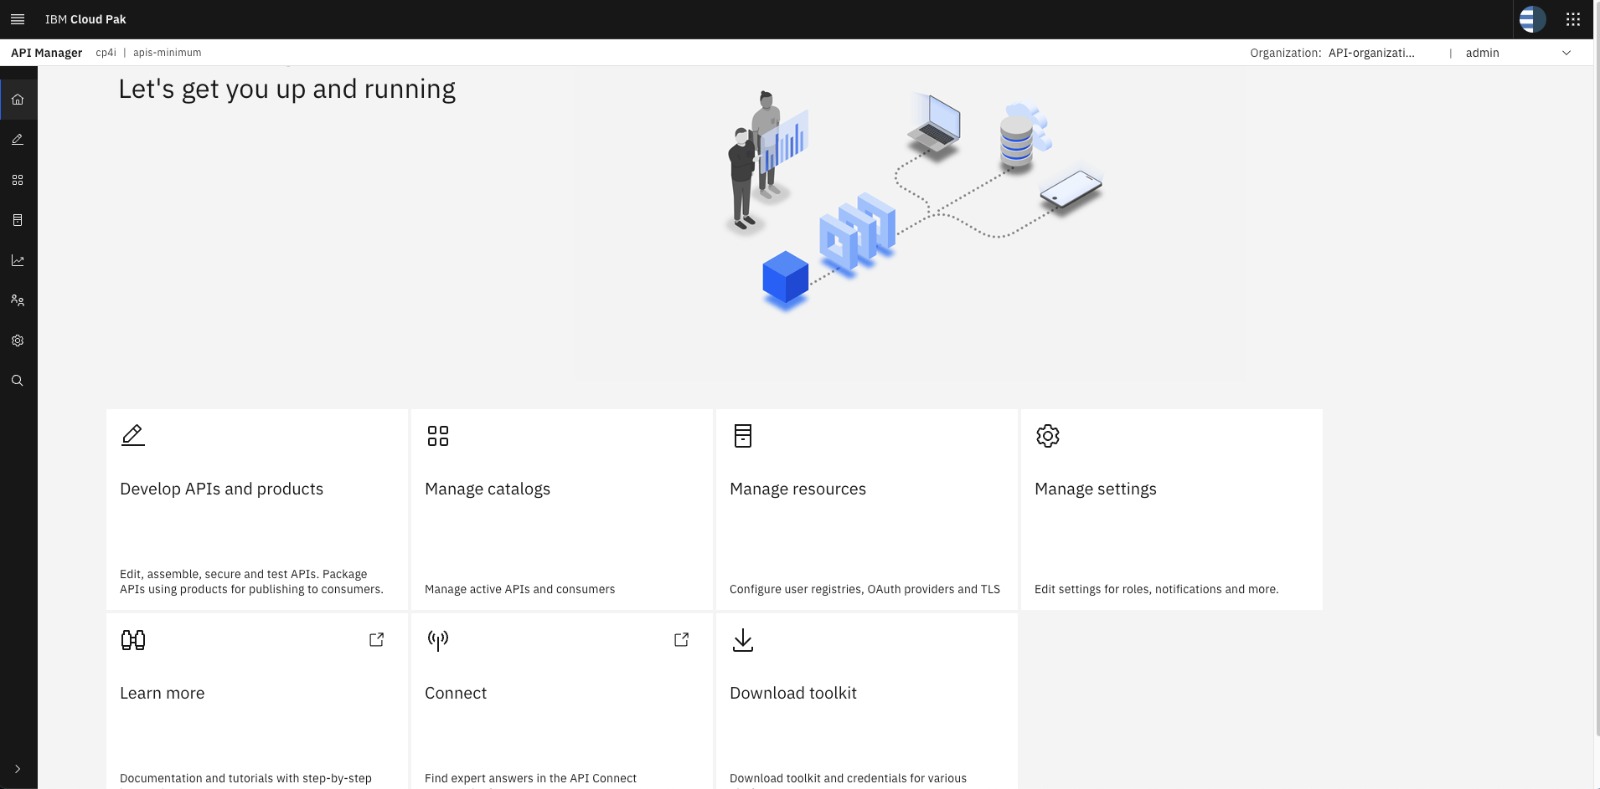 IBM Cloud Pak
API Manager cp4i | apis-minimum Organization: API-organizati... | admin
Let's get you up and running
Develop APIs and products
Edit, assemble, secure and test APIs. Package
APIs using products for publishing to consumers.
Manage catalogs
Manage active APIs and consumers
Manage resources
Configure user registries, OAuth providers and TLS
Manage settings
Edit settings for roles, notifications and more.
Learn more
Documentation and tutorials with step-by-step
Connect
Find expert answers in the API Connect
Download toolkit
Download toolkit and credentials for various